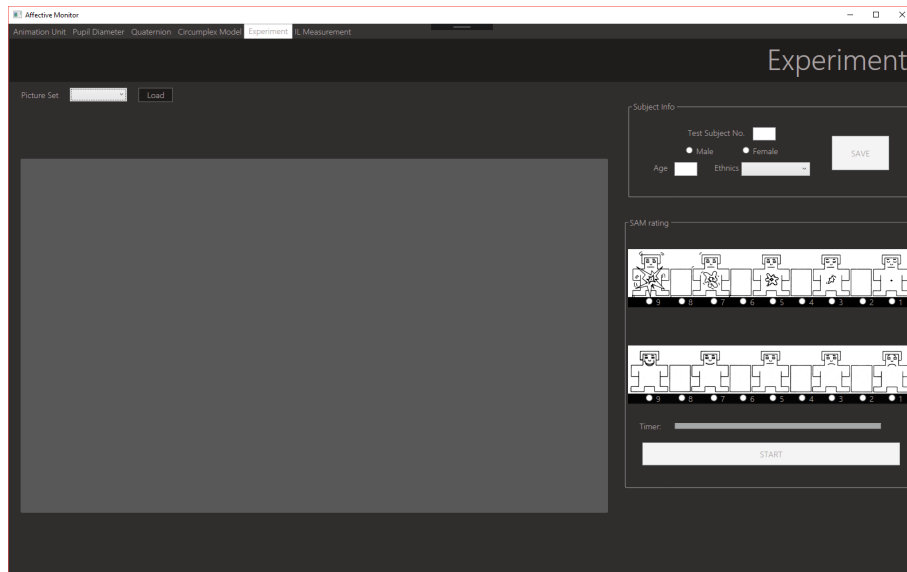 Affective Monitor
Animation Unit Pupil Diameter Quaternion Circumplex Model Experiment IL Measurement
Experiment
Picture Set Load
Subject Info
Test Subject No.
Male Female
SAVE
Age Ethnics
SAM rating
9 8 7 6 5 4 3 2 1
9 8 7 6 5 4 3 2 1
Timer:
START